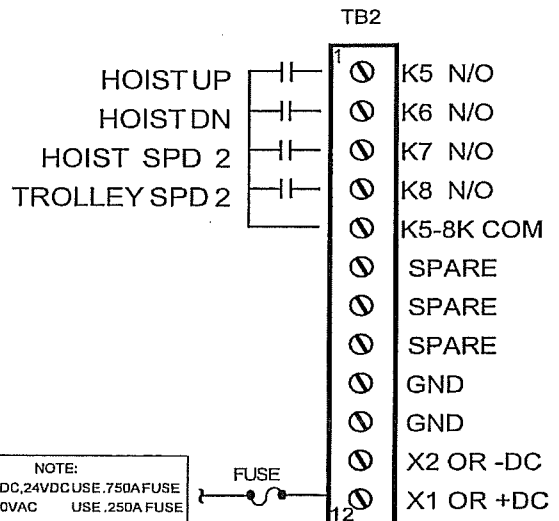 TB2
1
HOIST UP K5 N/O
HOIST DN K6 N/O
HOIST SPD 2 K7 N/O
TROLLEY SPD 2 K8 N/O
K5-8K COM
SPARE
SPARE
SPARE
GND
GND
X2 OR -DC
NOTE:
DC,24VDC USE .750A FUSE
0VAC USE .250A FUSE
FUSE
12
X1 OR +DC